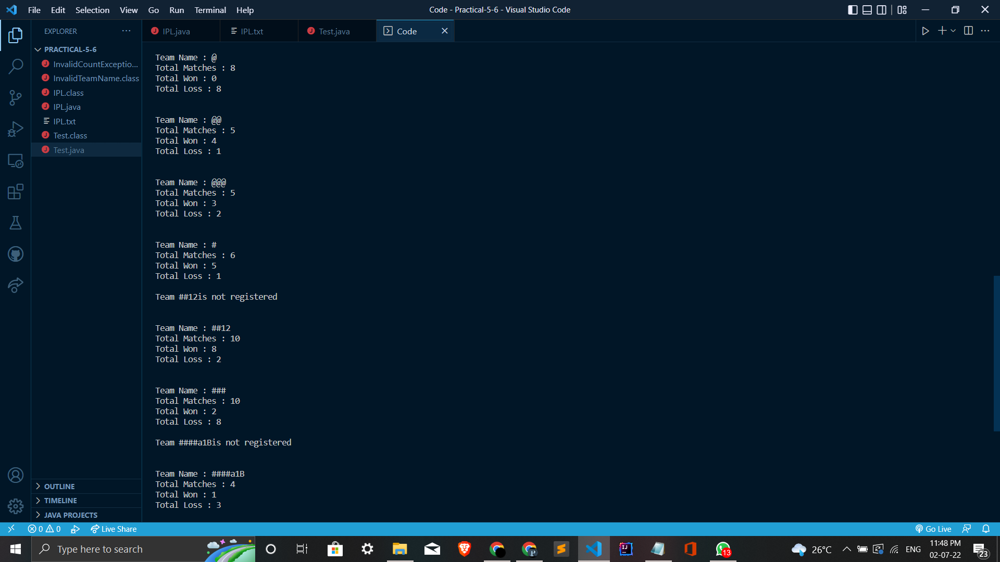 File Edit Selection View Go Run Terminal Help
Code - Practical-5-6 - Visual Studio Code
EXPLORER
IPL.java
IPL.txt
Test.java
Code
PRACTICAL-5-6
InvalidCountExceptio...
InvalidTeamName.class
IPL.class
IPL.java
IPL.txt
Test.class
Test.java
Team Name : @
Total Matches : 8
Total Won : 0
Total Loss : 8
Team Name : @@
Total Matches : 5
Total Won : 4
Total Loss : 1
Team Name : @@@
Total Matches : 5
Total Won : 3
Total Loss : 2
Team Name : #
Total Matches : 6
Total Won : 5
Total Loss : 1
Team ##12is not registered
Team Name : ##12
Total Matches : 10
Total Won : 8
Total Loss : 2
Team Name : ###
Total Matches : 10
Total Won : 2
Total Loss : 8
Team ####a1Bis not registered
Team Name : ####a1B
Total Matches : 4
Total Won : 1
Total Loss : 3
OUTLINE
TIMELINE
JAVA PROJECTS
0 0 Live Share
Go Live
Type here to search
13
26°C
ENG
11:48 PM
02-07-22
23